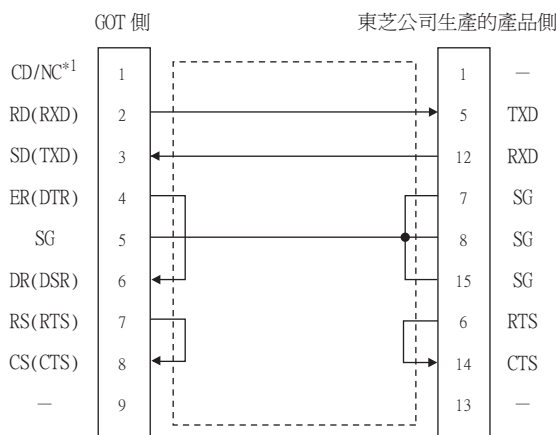 GOT 側 東芝公司生產的產品側
CD/NC*1 1 1 —
RD(RXD) 2 5 TXD
SD(TXD) 3 12 RXD
ER(DTR) 4 7 SG
SG 5 8 SG
DR(DSR) 6 15 SG
RS(RTS) 7 6 RTS
CS(CTS) 8 14 CTS
— 9 13 —